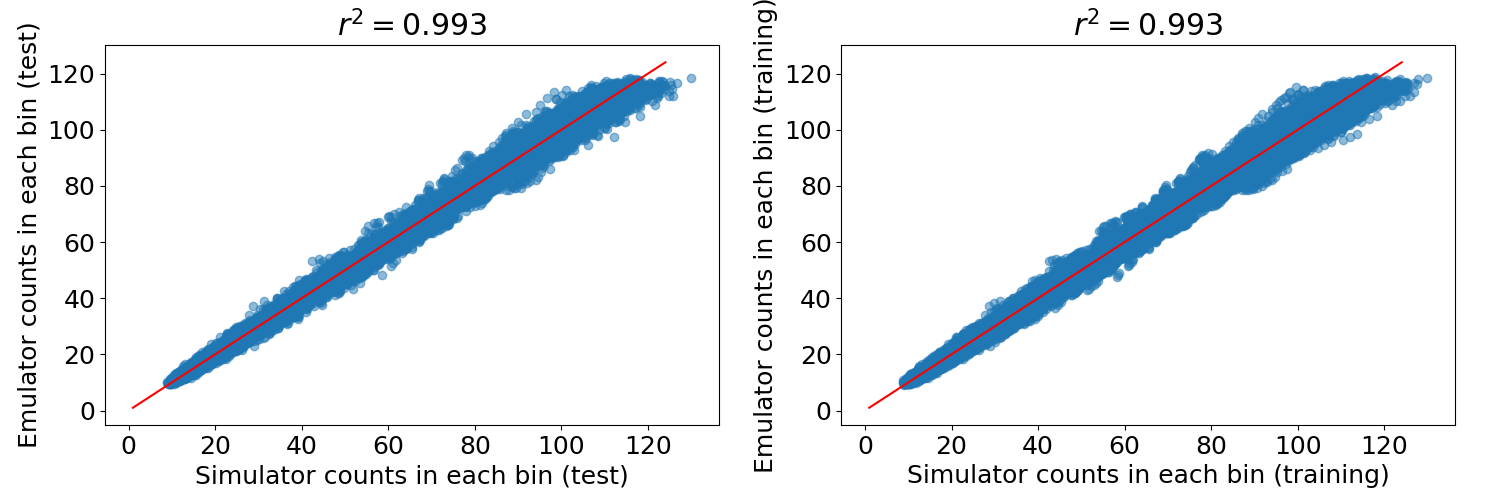 r² = 0.993
Emulator counts in each bin (test)
120
100
80
60
40
20
0
0 20 40 60 80 100 120
Simulator counts in each bin (test)
r² = 0.993
Emulator counts in each bin (training)
120
100
80
60
40
20
0
0 20 40 60 80 100 120
Simulator counts in each bin (training)